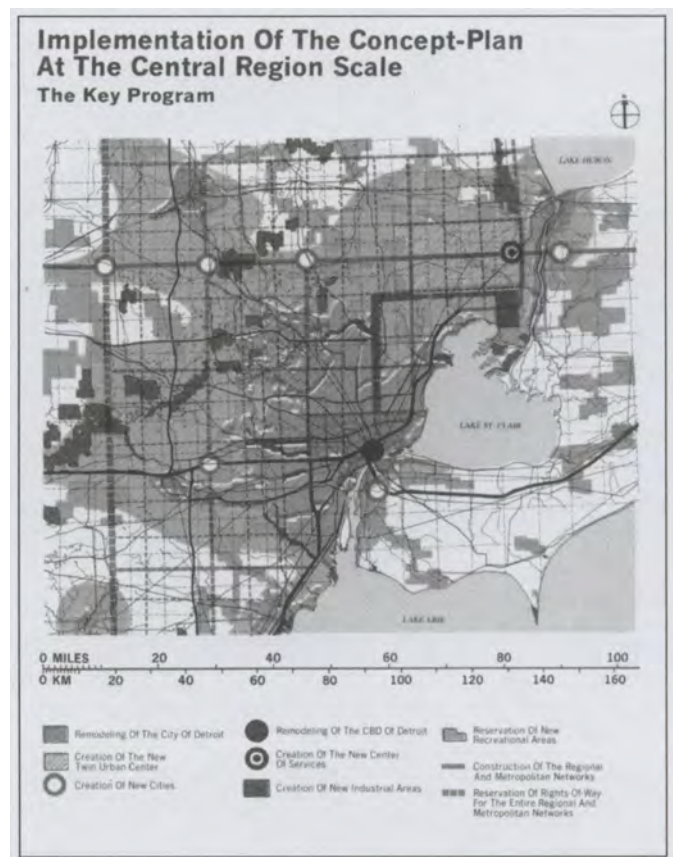 Implementation Of The Concept-Plan
At The Central Region Scale
The Key Program
LAKE HURON
LAKE ST. CLAIR
LAKE ERIE
0 MILES 20 40 60 80 100
0 KM 20 40 60 80 100 120 140 160
Remodeling Of The City Of Detroit
Creation Of The New
Twin Urban Center
Creation Of New Cities
Remodeling Of The CBD Of Detroit
Creation Of The New Center
Of Services
Creation Of New Industrial Areas
Reservation Of New
Recreational Areas
Construction Of The Regional
And Metropolitan Networks
Reservation Of Rights-Of-Way
For The Entire Regional And
Metropolitan Networks